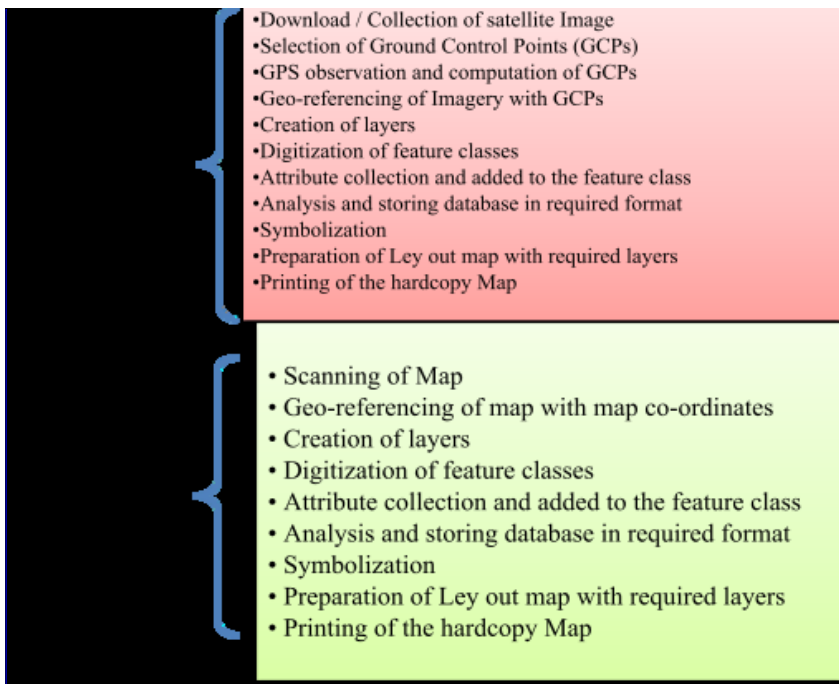 •Download / Collection of satellite Image
•Selection of Ground Control Points (GCPs)
•GPS observation and computation of GCPs
•Geo-referencing of Imagery with GCPs
•Creation of layers
•Digitization of feature classes
•Attribute collection and added to the feature class
•Analysis and storing database in required format
•Symbolization
•Preparation of Ley out map with required layers
•Printing of the hardcopy Map
• Scanning of Map
• Geo-referencing of map with map co-ordinates
• Creation of layers
• Digitization of feature classes
• Attribute collection and added to the feature class
• Analysis and storing database in required format
• Symbolization
• Preparation of Ley out map with required layers
• Printing of the hardcopy Map